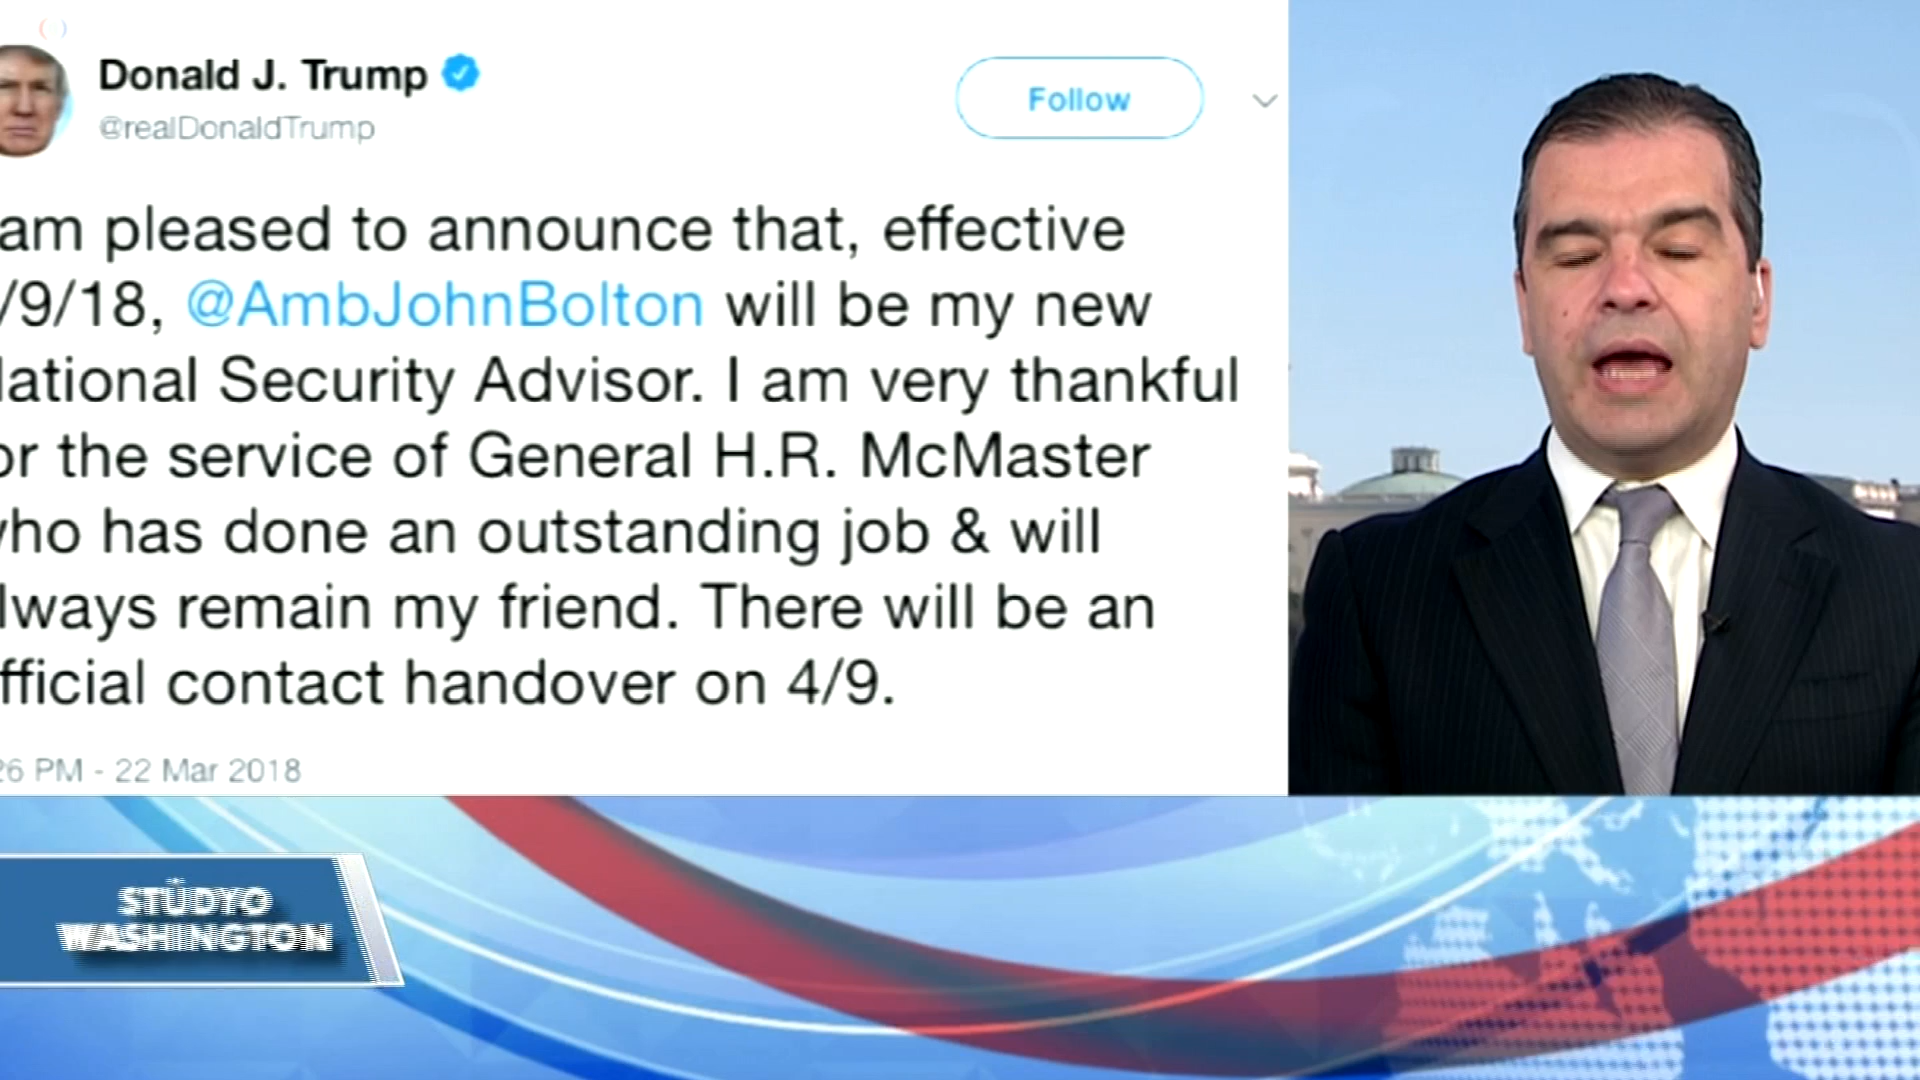 Donald J. Trump
@realDonaldTrump
Follow
am pleased to announce that, effective
/9/18, @AmbJohnBolton will be my new
ational Security Advisor. I am very thankful
or the service of General H.R. McMaster
ho has done an outstanding job & will
lways remain my friend. There will be an
fficial contact handover on 4/9.
26 PM - 22 Mar 2018
STÜDYO
WASHINGTON